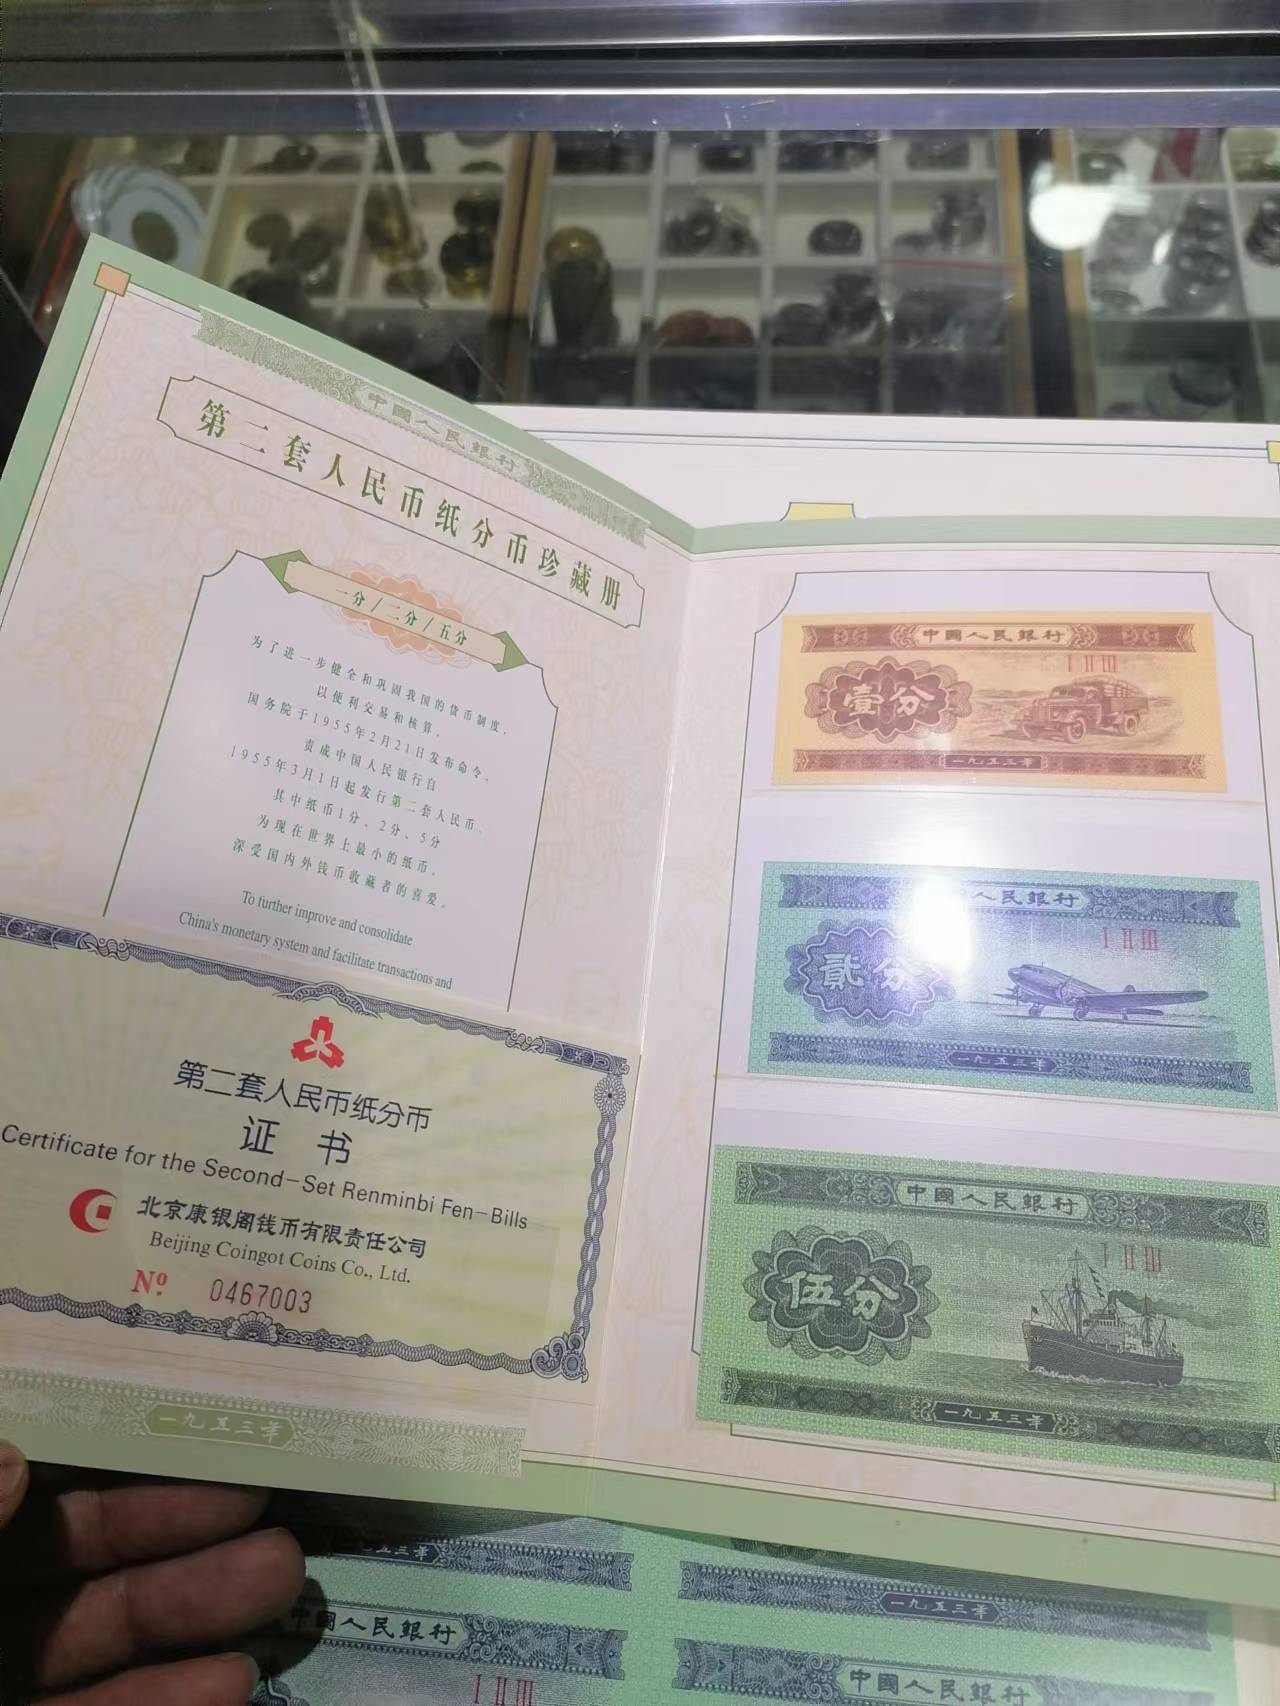 中國人民銀行
第二套人民币纸分币珍藏册
一分/二分/五分
为了进一步健全和巩固我国的货币制度，
以便利交易和核算。
国务院于1955年2月21日发布命令。
责成中国人民银行自
1955年3月1日起发行第二套人民币、
其中纸币1分、2分、5分
为现在世界上最小的纸币。
深受国内外钱币收藏者的喜爱。
To further improve and consolidate
China's monetary system and facilitate transactions and
第二套人民币纸分币
证 书
Certificate for the Second-Set Renminbi Fen-Bills
北京康银阁钱币有限责任公司
Beijing Coingot Coins Co., Ltd.
Nº 0467003
一九五三年
中國人民銀行
I II III
壹分
一九五三年
人民銀行
I II III
貳分
一九五三年
中國人民銀行
I II III
伍分
一九五三年
五三年
一九五三年
中國人民銀行
中國人民銀行
I II III